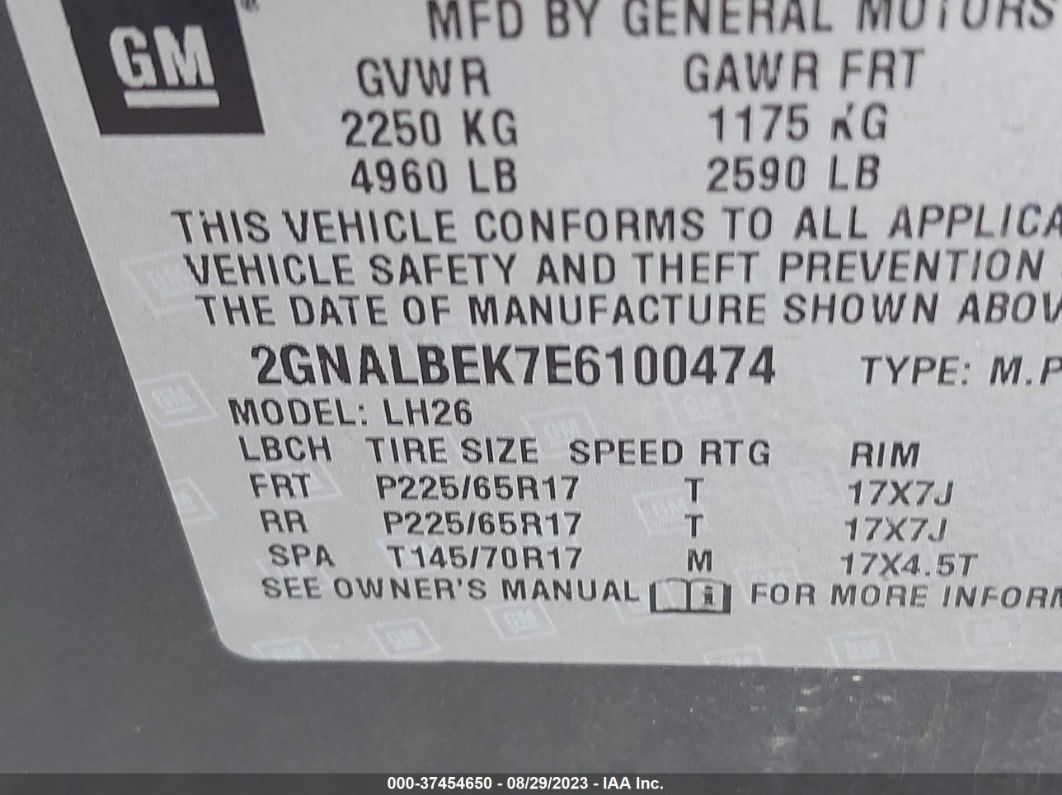 GM
MFD BY GENERAL MOTORS
GVWR GAWR FRT
2250 KG 1175 KG
4960 LB 2590 LB
THIS VEHICLE CONFORMS TO ALL APPLICA
VEHICLE SAFETY AND THEFT PREVENTION
THE DATE OF MANUFACTURE SHOWN ABOV
2GNALBEK7E6100474 TYPE: M.P
MODEL: LH26
LBCH TIRE SIZE SPEED RTG RIM
FRT P225/65R17 T 17X7J
RR P225/65R17 T 17X7J
SPA T145/70R17 M 17X4.5T
SEE OWNER'S MANUAL i FOR MORE INFORM
000-37454650 - 08/29/2023 - IAA Inc.